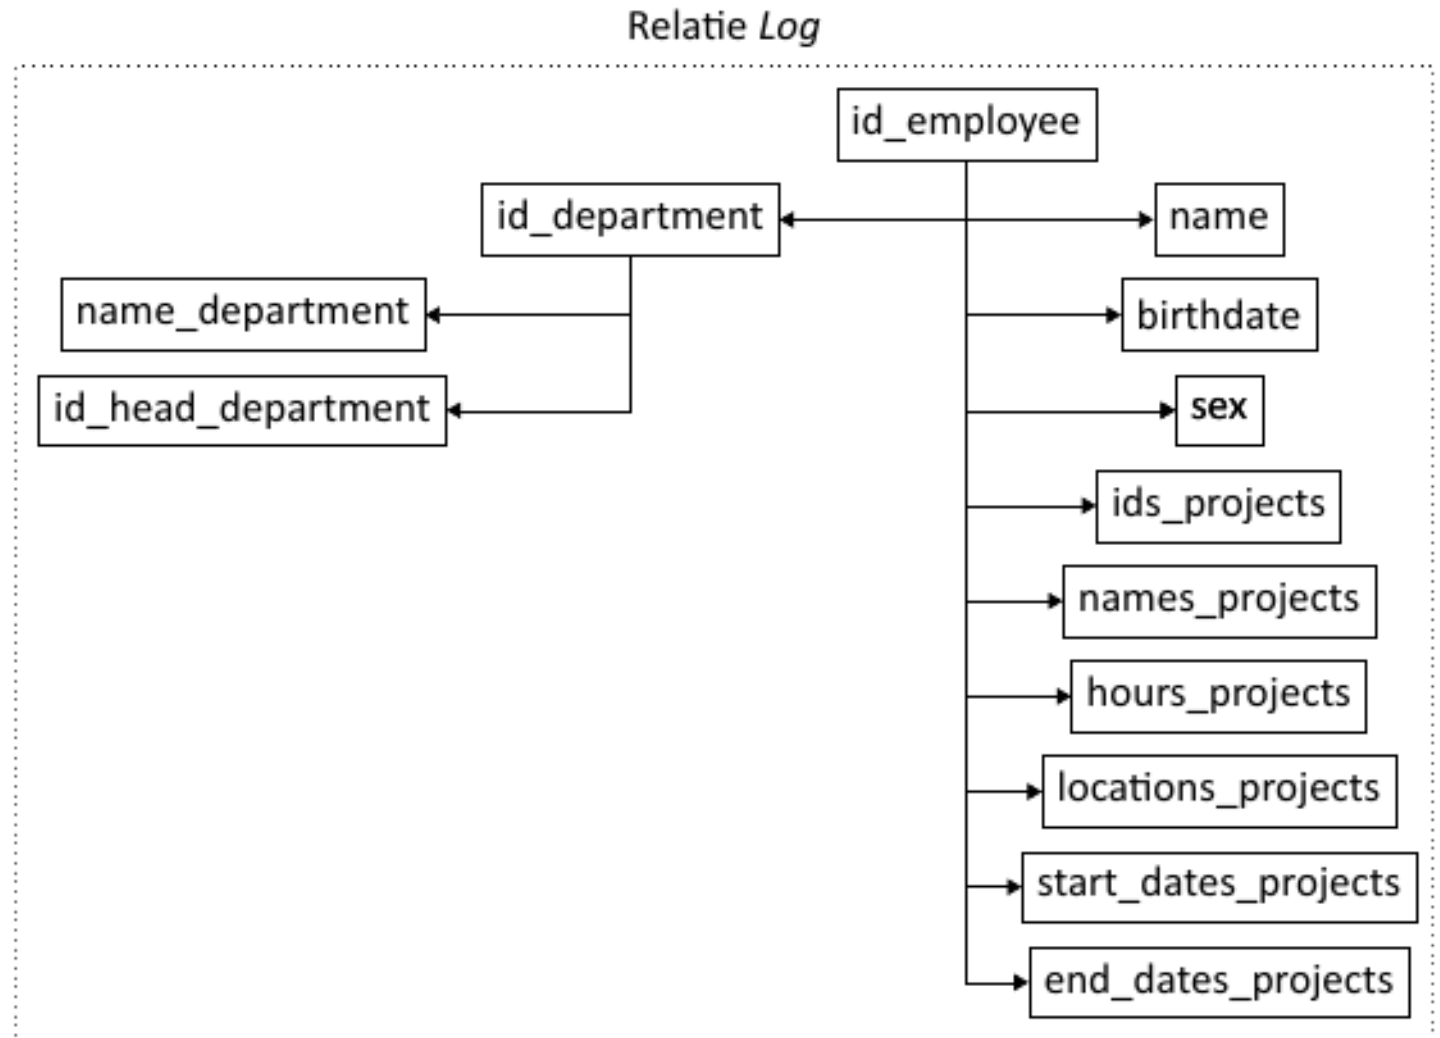 Relatie Log
id_employee
id_department
name
name_department
birthdate
id_head_department
sex
ids_projects
names_projects
hours_projects
locations_projects
start_dates_projects
end_dates_projects